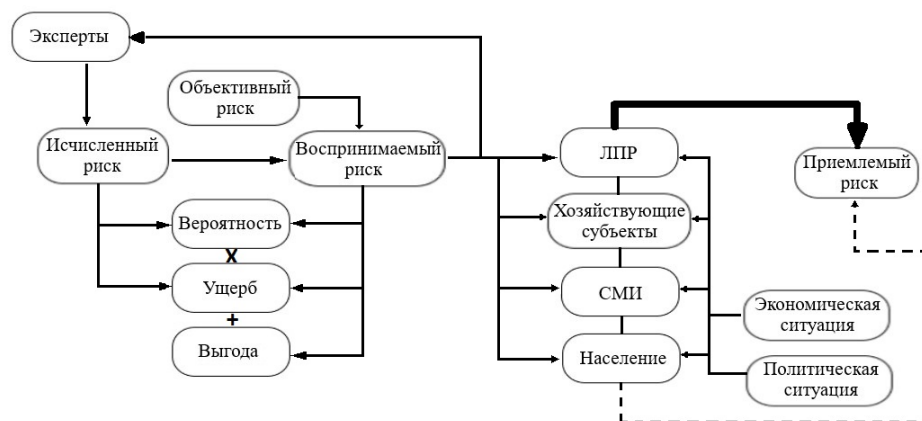 Эксперты
Объективный
риск
Исчисленный
риск
Воспринимаемый
риск
ЛПР
Приемлемый
риск
Вероятность
X
Ущерб
+
Выгода
Хозяйствующие
субъекты
СМИ
Население
Экономическая
ситуация
Политическая
ситуация